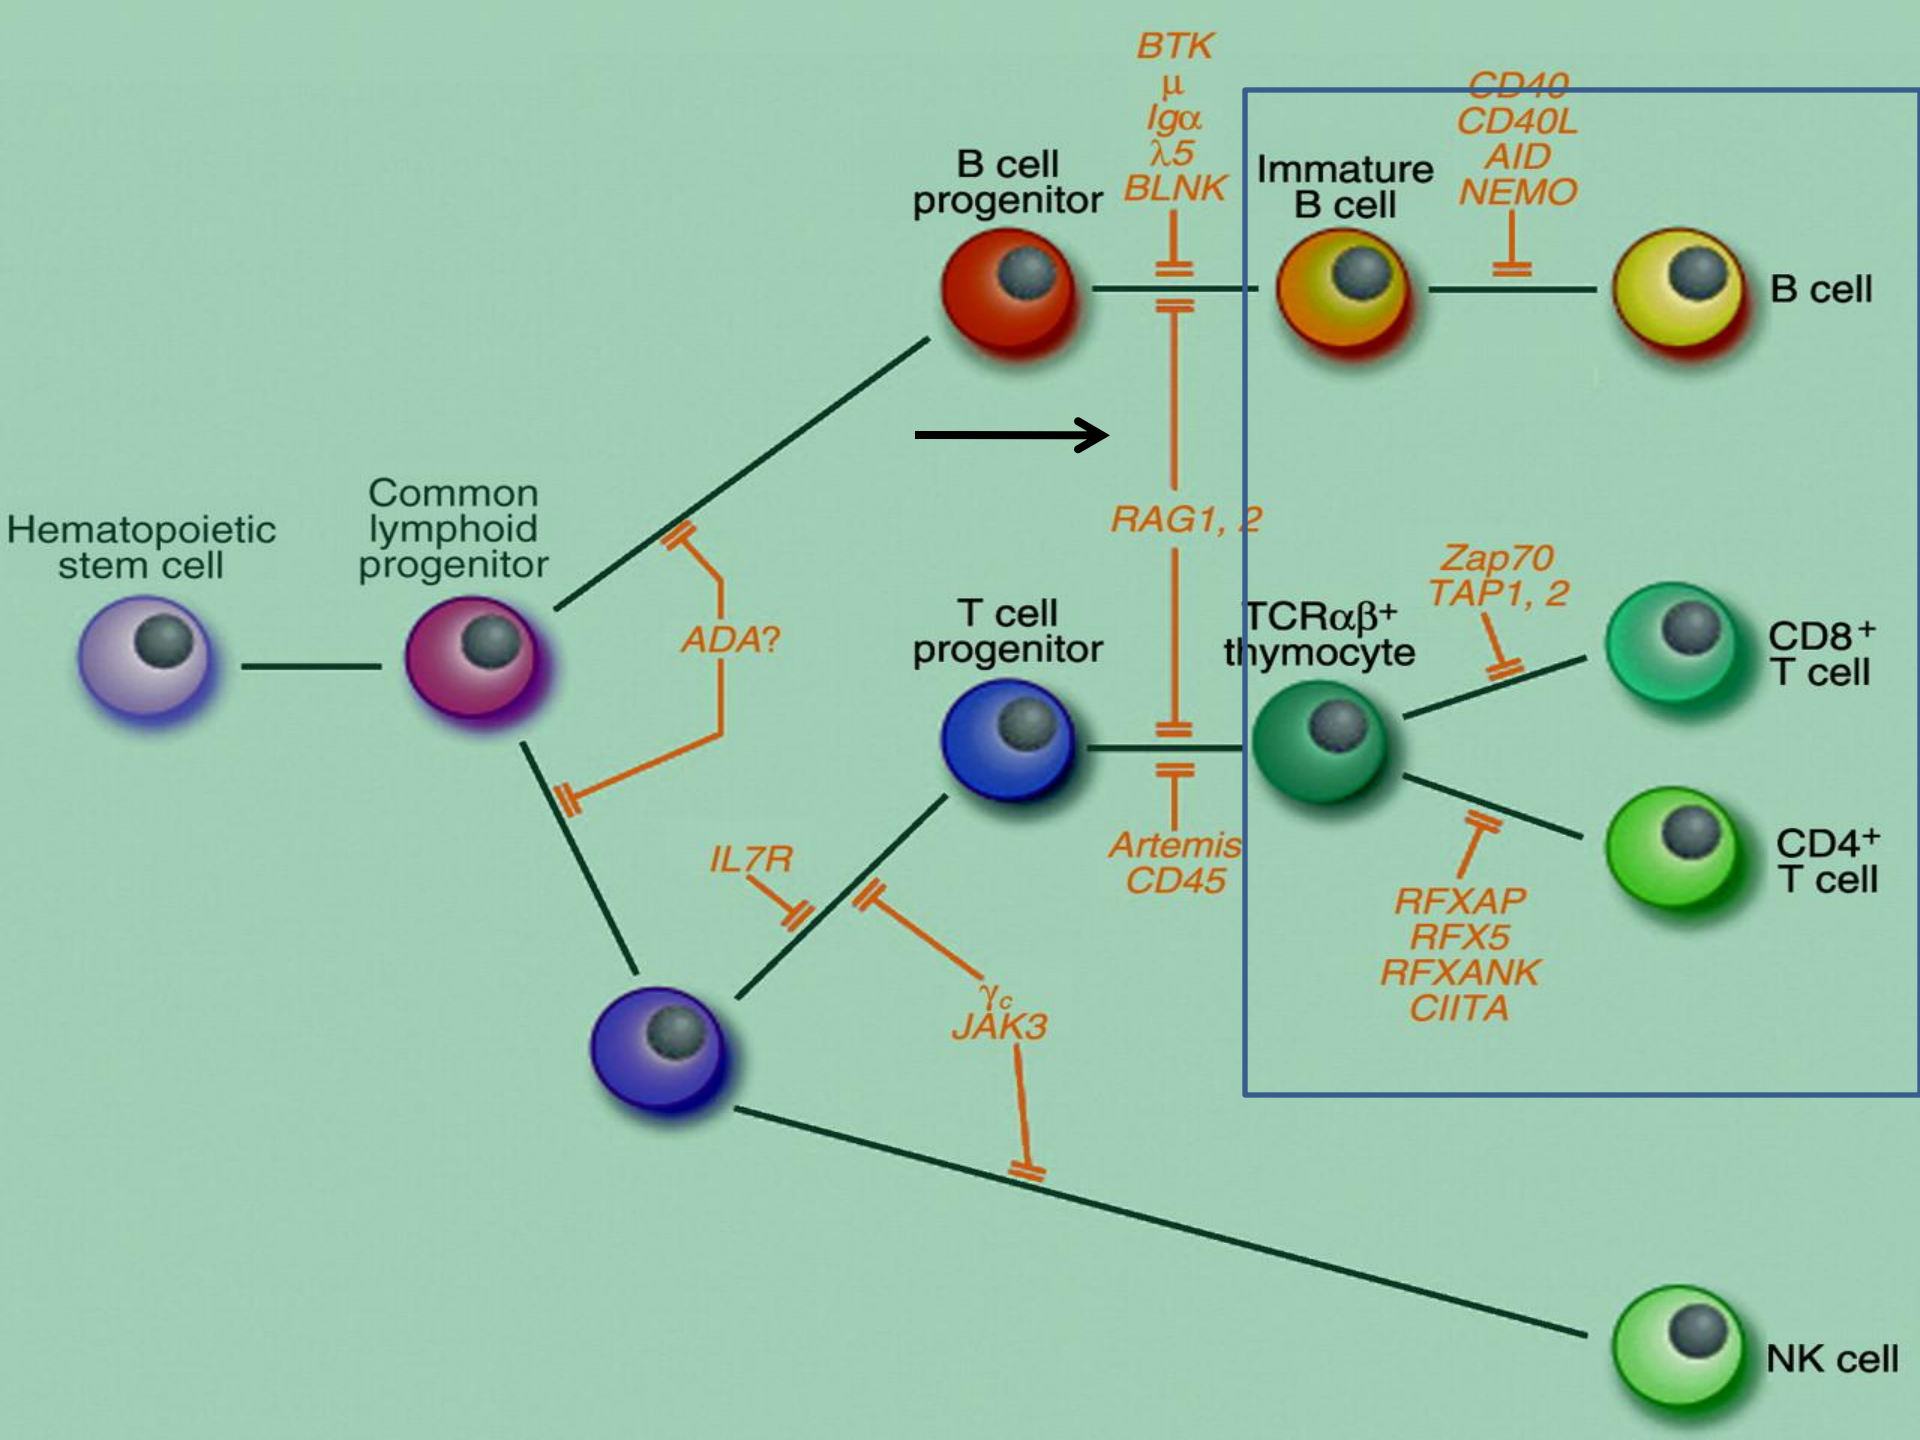 BTK
μ
Igα
λ5
BLNK
CD40
CD40L
AID
NEMO
B cell
progenitor
Immature
B cell
B cell
Hematopoietic
stem cell
Common
lymphoid
progenitor
ADA?
RAG1, 2
T cell
progenitor
TCRαβ+
thymocyte
Zap70
TAP1, 2
CD8+
T cell
CD4+
T cell
IL7R
Artemis
CD45
RFXAP
RFX5
RFXANK
CIITA
γc
JAK3
NK cell